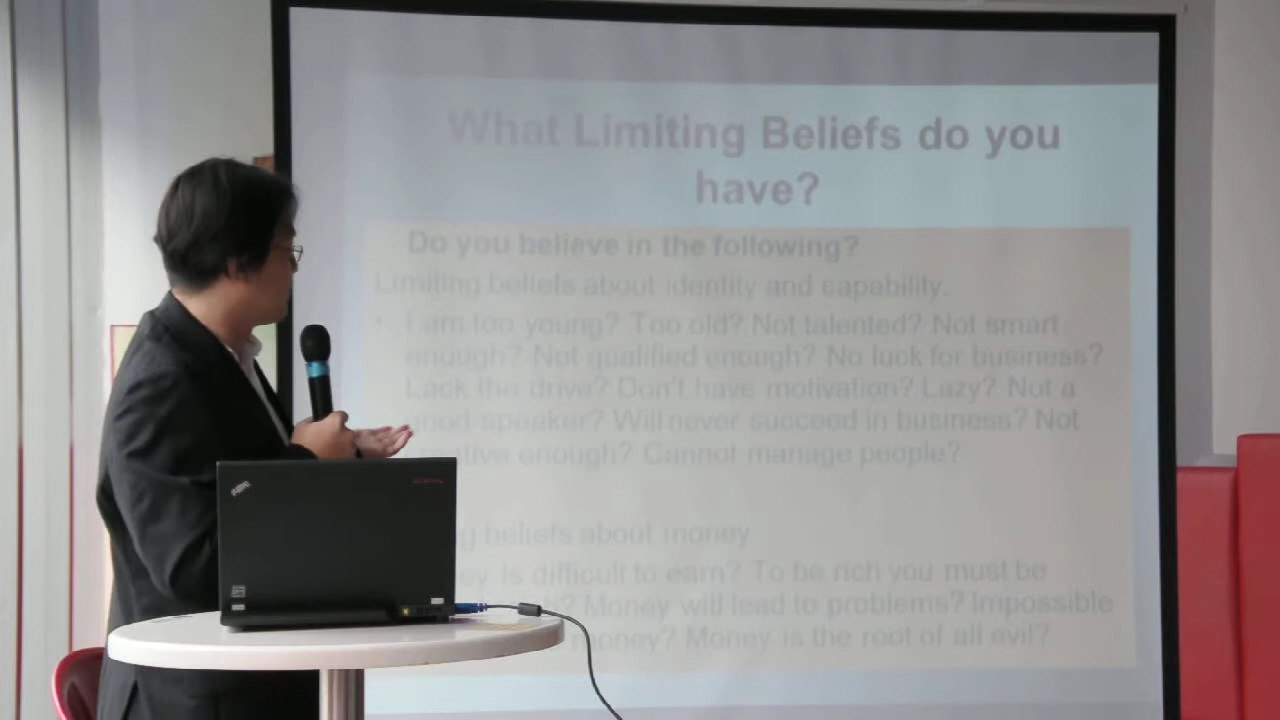 What Limiting Beliefs do you
have?
Do you believe in the following?
Limiting beliefs about identity and capability.
• I am too young? Too old? Not talented? Not smart
enough? Not qualified enough? No luck for business?
Lack the drive? Don't have motivation? Lazy? Not a
good speaker? Will never succeed in business? Not
creative enough? Cannot manage people?
beliefs about money
is difficult to earn? To be rich you must be
Money will lead to problems? Impossible
money? Money is the root of all evil?